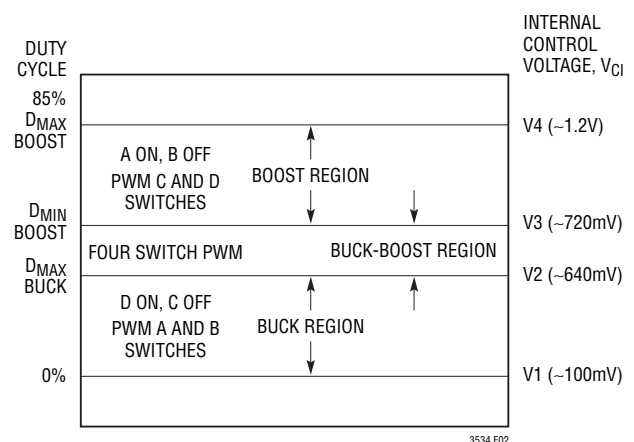 DUTY
CYCLE
INTERNAL
CONTROL
VOLTAGE, VCI
85%
DMAX
BOOST
V4 (~1.2V)
A ON, B OFF
PWM C AND D
SWITCHES
BOOST REGION
DMIN
BOOST
V3 (~720mV)
FOUR SWITCH PWM
BUCK-BOOST REGION
DMAX
BUCK
V2 (~640mV)
D ON, C OFF
PWM A AND B
SWITCHES
BUCK REGION
0%
V1 (~100mV)
3534 F02